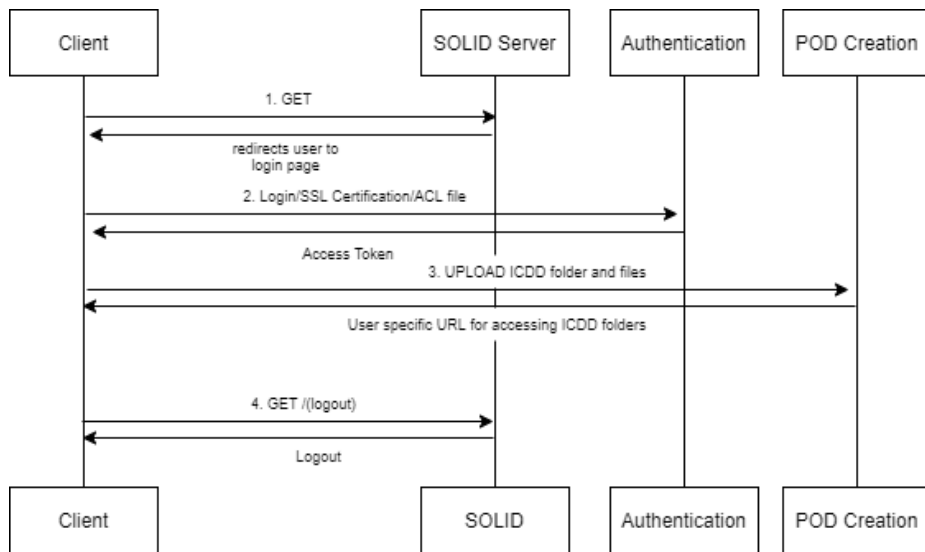 Client
SOLID Server
Authentication
POD Creation
1. GET
redirects user to
login page
2. Login/SSL Certification/ACL file
Access Token
3. UPLOAD ICDD folder and files
User specific URL for accessing ICDD folders
4. GET /(logout)
Logout
Client
SOLID
Authentication
POD Creation